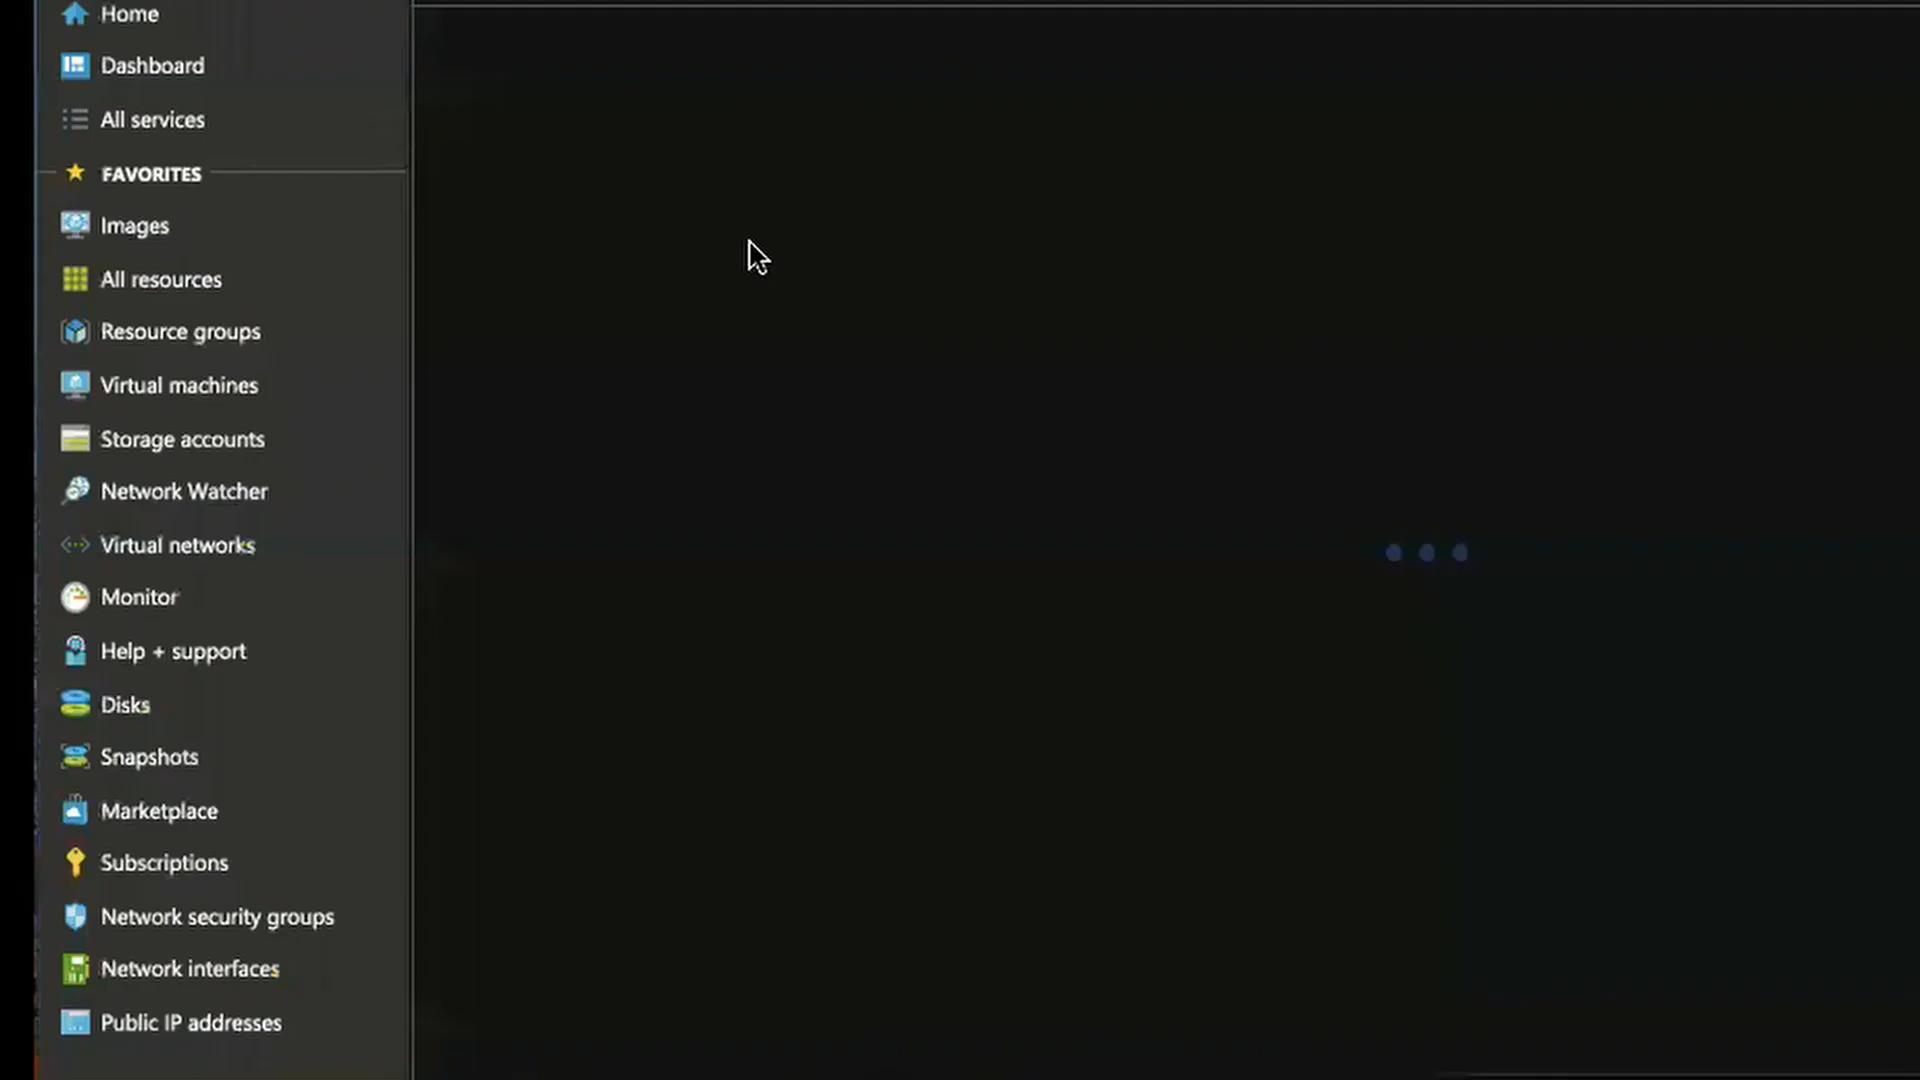 Home
Dashboard
All services
FAVORITES
Images
All resources
Resource groups
Virtual machines
Storage accounts
Network Watcher
Virtual networks
Monitor
Help + support
Disks
Snapshots
Marketplace
Subscriptions
Network security groups
Network interfaces
Public IP addresses